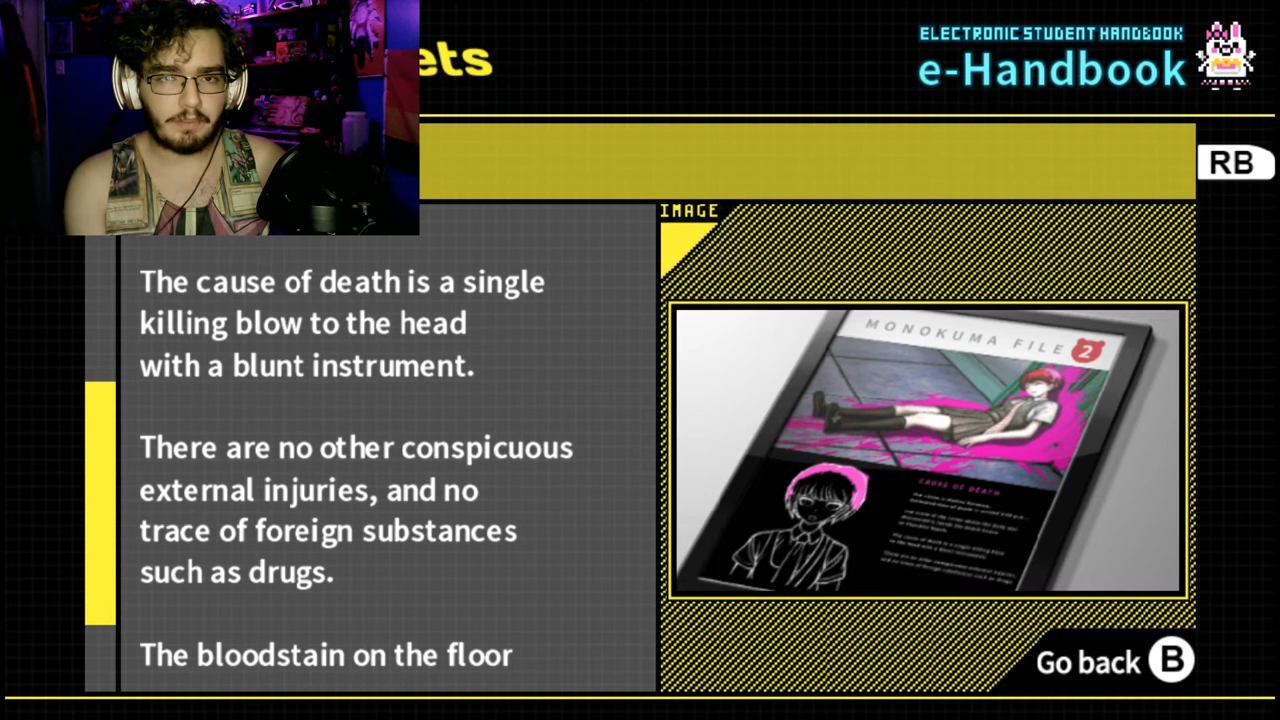 ets
ELECTRONIC STUDENT HANDBOOK
e-Handbook
RB
IMAGE
The cause of death is a single
killing blow to the head
with a blunt instrument.
There are no other conspicuous
external injuries, and no
trace of foreign substances
such as drugs.
The bloodstain on the floor
MONOKUMA FILE 2
CAUSE OF DEATH
Go back B